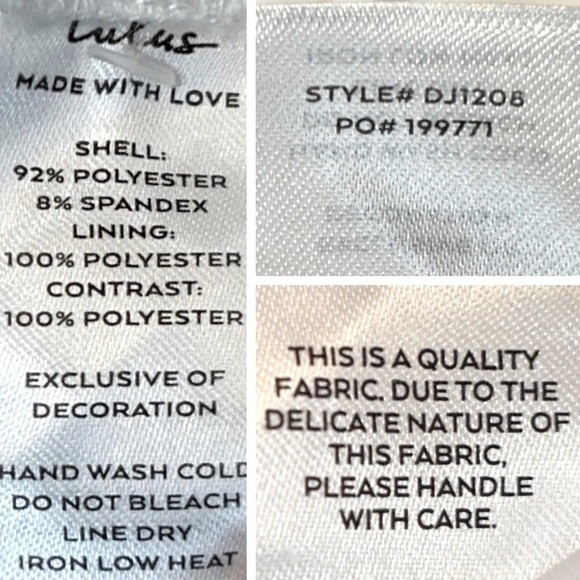 MADE WITH LOVE
SHELL:
92% POLYESTER
8% SPANDEX
LINING:
100% POLYESTER
CONTRAST:
100% POLYESTER
EXCLUSIVE OF
DECORATION
HAND WASH COLD
DO NOT BLEACH
LINE DRY
IRON LOW HEAT
STYLE# DJ1208
PO# 199771
THIS IS A QUALITY
FABRIC. DUE TO THE
DELICATE NATURE OF
THIS FABRIC,
PLEASE HANDLE
WITH CARE.